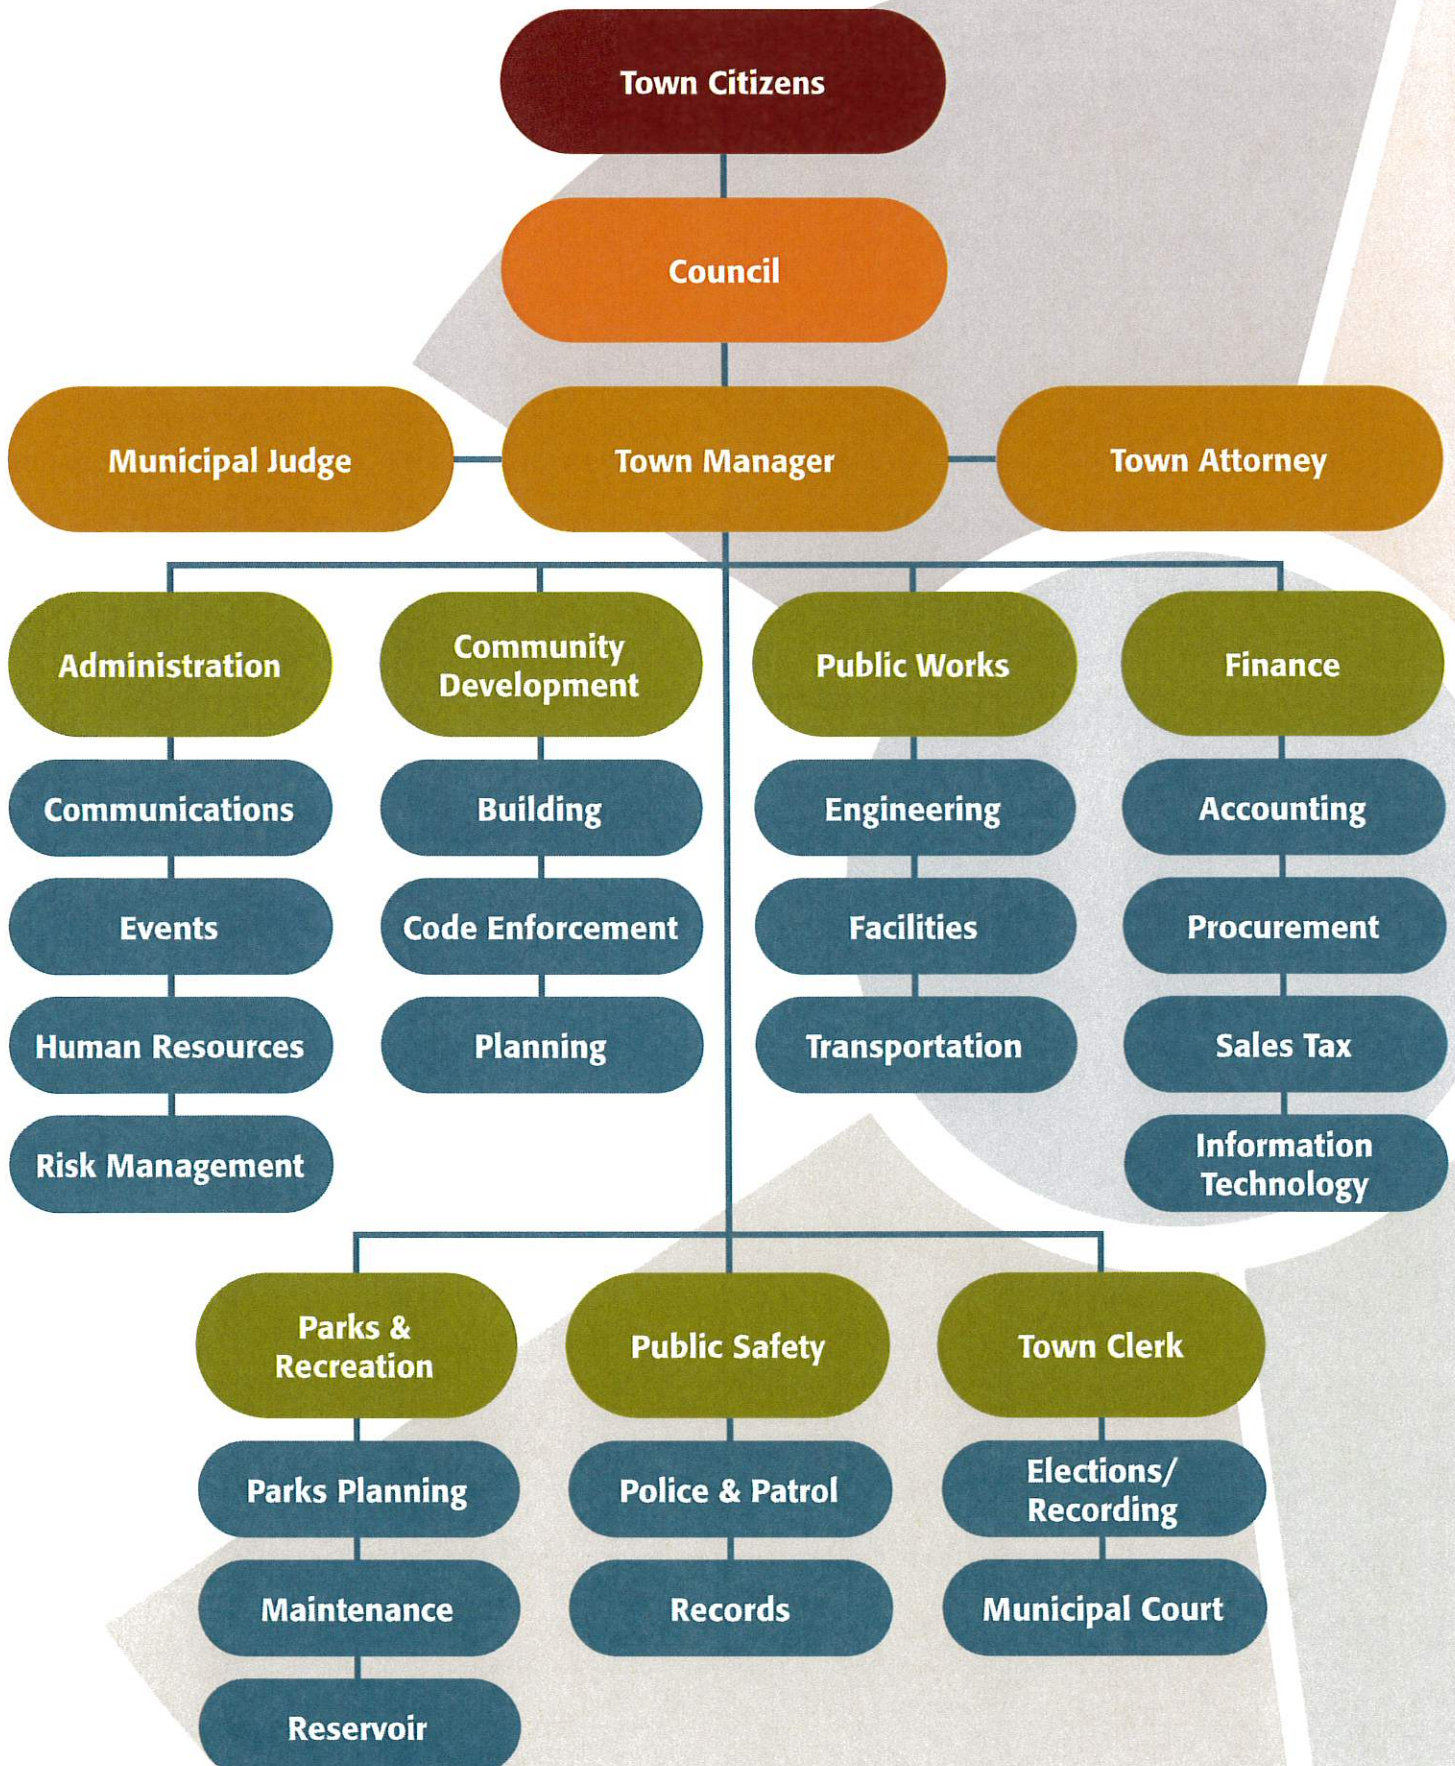 Town Citizens
Council
Municipal Judge
Town Manager
Town Attorney
Administration
Community
Development
Public Works
Finance
Communications
Building
Engineering
Accounting
Events
Code Enforcement
Facilities
Procurement
Human Resources
Planning
Transportation
Sales Tax
Risk Management
Information
Technology
Parks &
Recreation
Public Safety
Town Clerk
Parks Planning
Police & Patrol
Elections/
Recording
Maintenance
Records
Municipal Court
Reservoir